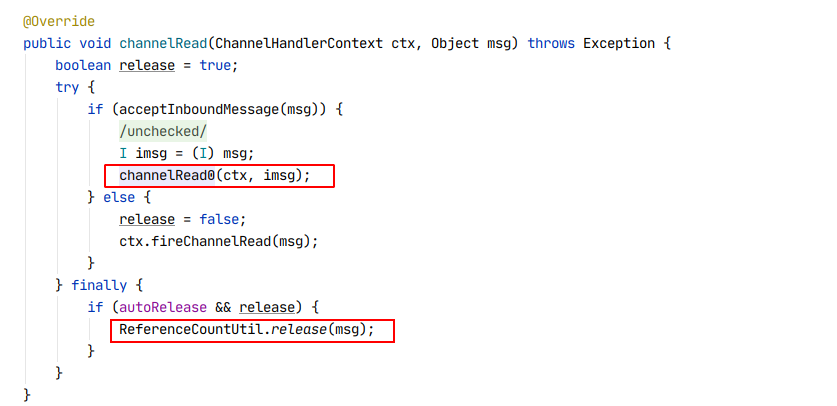 @Override
public void channelRead(ChannelHandlerContext ctx, Object msg) throws Exception {
    boolean release = true;
    try {
        if (acceptInboundMessage(msg)) {
            /unchecked/
            I imsg = (I) msg;
            channelRead0(ctx, imsg);
        } else {
            release = false;
            ctx.fireChannelRead(msg);
        }
    } finally {
        if (autoRelease && release) {
            ReferenceCountUtil.release(msg);
        }
    }
}